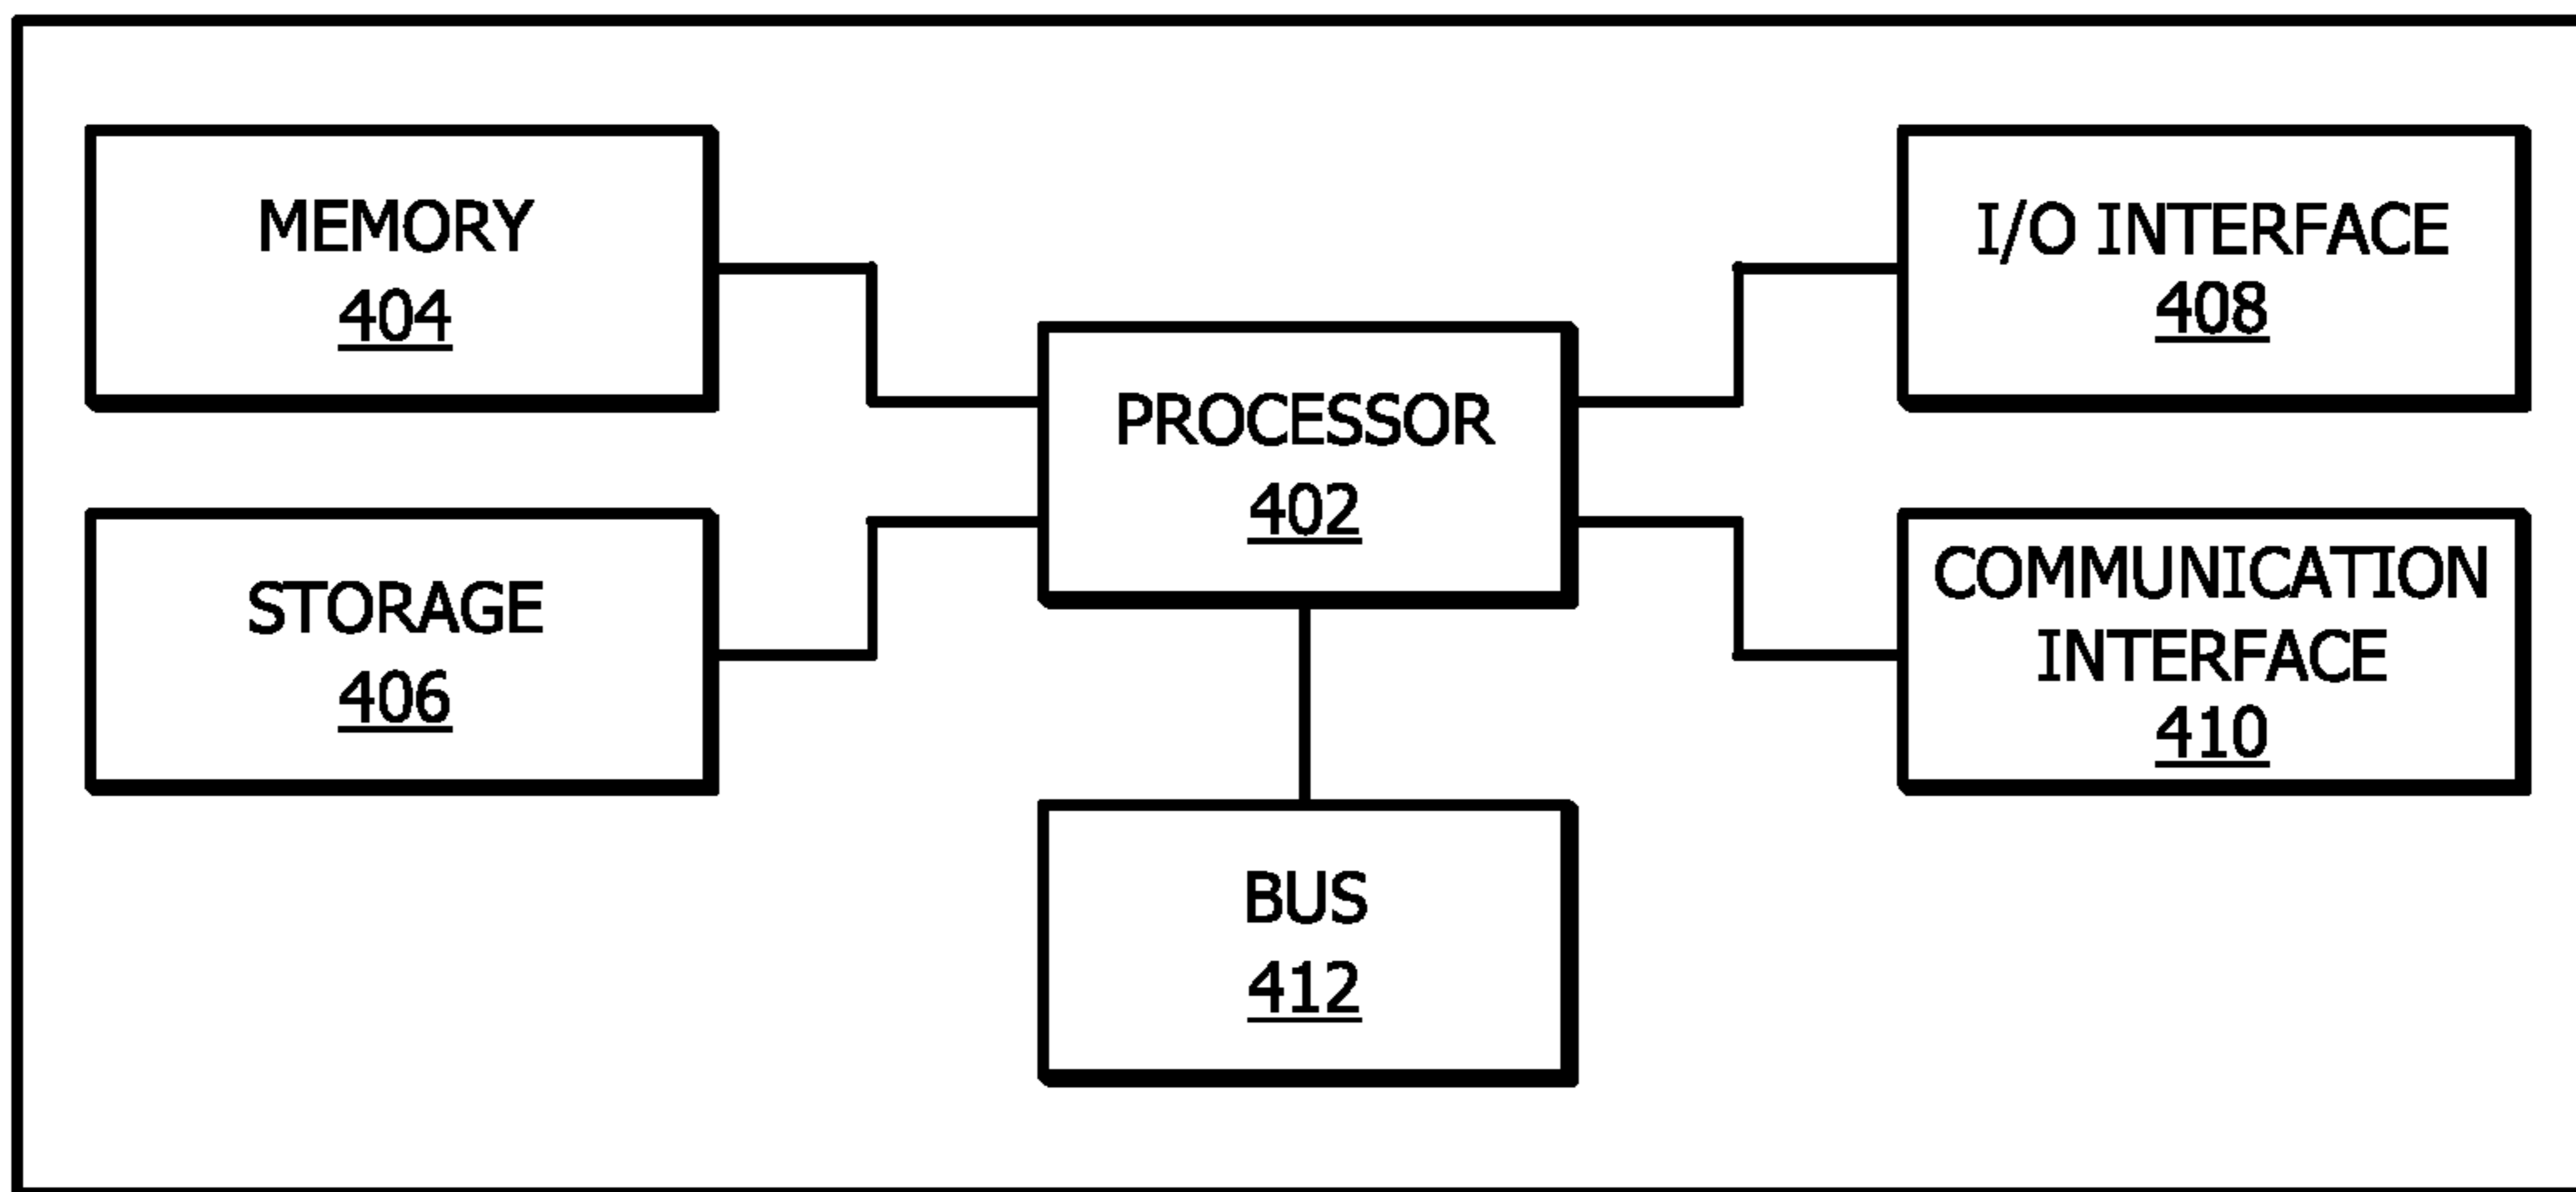 MEMORY
404
I/O INTERFACE
408
PROCESSOR
402
STORAGE
406
COMMUNICATION
INTERFACE
410
BUS
412